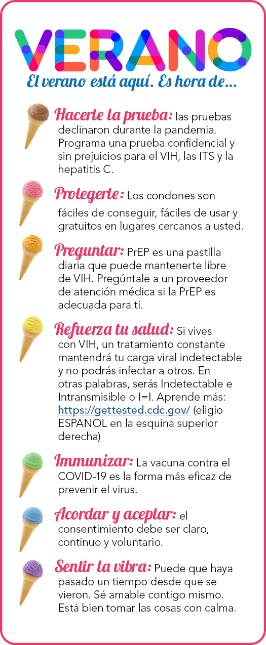 VERANO
El verano está aquí. Es hora de...
Hacerte la prueba: las pruebas
declinaron durante la pandemia.
Programa una prueba confidencial y
sin prejuicios para el VIH, las ITS y la
hepatitis C.
Protegerte: Los condones son
fáciles de conseguir, fáciles de usar y
gratuitos en lugares cercanos a usted.
Preguntar: PrEP es una pastilla
diaria que puede mantenerte libre
de VIH. Pregúntale a un proveedor
de atención médica si la PrEP es
adecuada para ti.
Refuerza tu salud: Si vives
con VIH, un tratamiento constante
mantendrá tu carga viral indetectable
y no podrás infectar a otros. En
otras palabras, serás Indetectable e
Intransmisible o I=I. Aprende más:
https://gettested.cdc.gov/ (eligio
ESPANOL en la esquina superior
derecha)
Immunizar: La vacuna contra el
COVID-19 es la forma más eficaz de
prevenir el virus.
Acordar y aceptar: el
consentimiento debe ser claro,
continuo y voluntario.
Sentir la vibra: Puede que haya
pasado un tiempo desde que se
vieron. Sé amable contigo mismo.
Está bien tomar las cosas con calma.